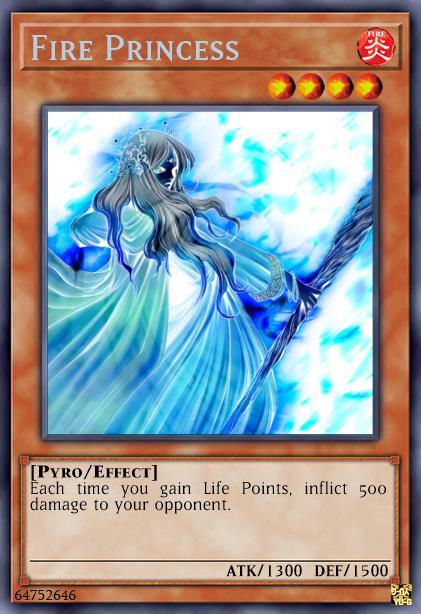 Fire Princess
FIRE
炎
[Pyro/Effect]
Each time you gain Life Points, inflict 500
damage to your opponent.
ATK/1300 DEF/1500
64752646